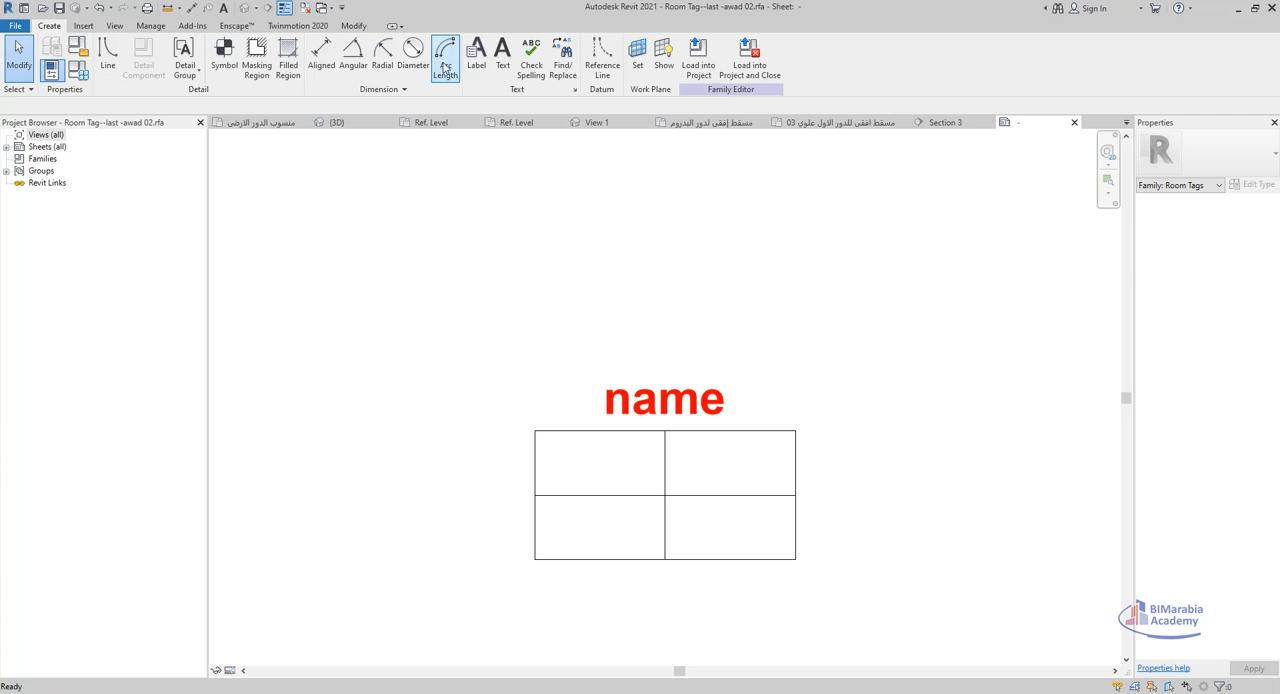 Autodesk Revit 2021 - Room Tag--last -awad 02.rfa - Sheet: -
Sign In
File Create Insert View Manage Add-Ins Enscape™ Twinmotion 2020 Modify
Modify
Line
Detail Component
Detail Group
Symbol
Masking Region
Filled Region
Aligned
Angular
Radial
Diameter
Arc Length
Label
Text
Check Spelling
Find/ Replace
Reference Line
Set
Show
Load into Project
Load into Project and Close
Select Properties Detail Dimension Text Datum Work Plane Family Editor
Project Browser - Room Tag--last -awad 02.rfa
منسوب الدور الارضى
{3D}
Ref. Level
Ref. Level
View 1
مسقط إفقى لدور البدروم
مسقط افقى للدور الاول علوي 03
Section 3
-
Properties
Views (all)
Sheets (all)
Families
Groups
Revit Links
R
2D
Family: Room Tags
Edit Type
name
BIMarabia
Academy
Properties help
Apply
Ready
:0